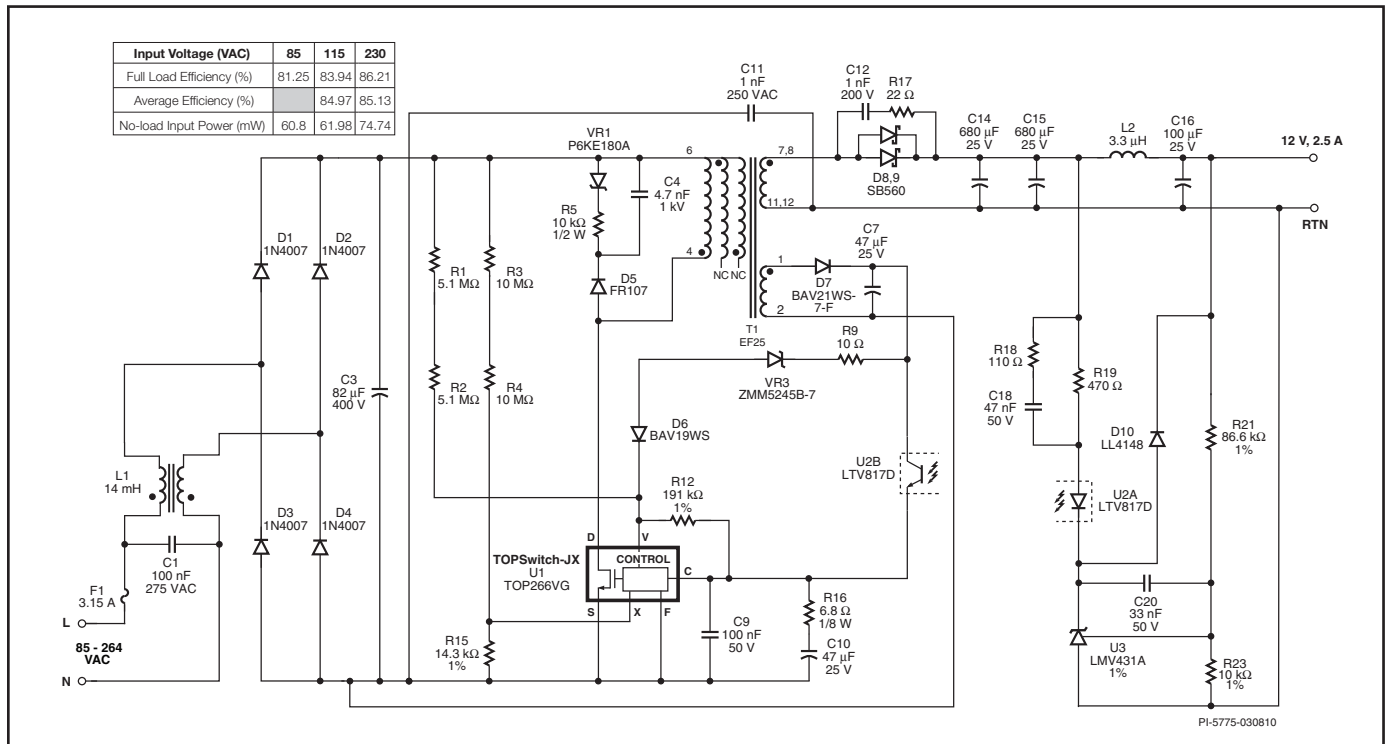 Input Voltage (VAC) 85 115 230
Full Load Efficiency (%) 81.25 83.94 86.21
Average Efficiency (%) 84.97 85.13
No-load Input Power (mW) 60.8 61.98 74.74
C11
1 nF
250 VAC
C12
1 nF
200 V
R17
22 Ω
D8,9
SB560
C14
680 µF
25 V
C15
680 µF
25 V
L2
3.3 µH
C16
100 µF
25 V
12 V, 2.5 A
RTN
VR1
P6KE180A
C4
4.7 nF
1 kV
R5
10 kΩ
1/2 W
D5
FR107
6
4
NC NC
7,8
11,12
1
2
T1
EF25
D7
BAV21WS-
7-F
C7
47 µF
25 V
D1
1N4007
D2
1N4007
R1
5.1 MΩ
R3
10 MΩ
R2
5.1 MΩ
R4
10 MΩ
C3
82 µF
400 V
R9
10 Ω
VR3
ZMM5245B-7
D6
BAV19WS
R18
110 Ω
R19
470 Ω
C18
47 nF
50 V
D10
LL4148
R21
86.6 kΩ
1%
U2B
LTV817D
U2A
LTV817D
L1
14 mH
D3
1N4007
D4
1N4007
C1
100 nF
275 VAC
F1
3.15 A
L
85 - 264
VAC
N
R12
191 kΩ
1%
D
V
TOPSwitch-JX
U1
TOP266VG
CONTROL
C
S
X
F
R15
14.3 kΩ
1%
C9
100 nF
50 V
R16
6.8 Ω
1/8 W
C10
47 µF
25 V
C20
33 nF
50 V
U3
LMV431A
1%
R23
10 kΩ
1%
PI-5775-030810